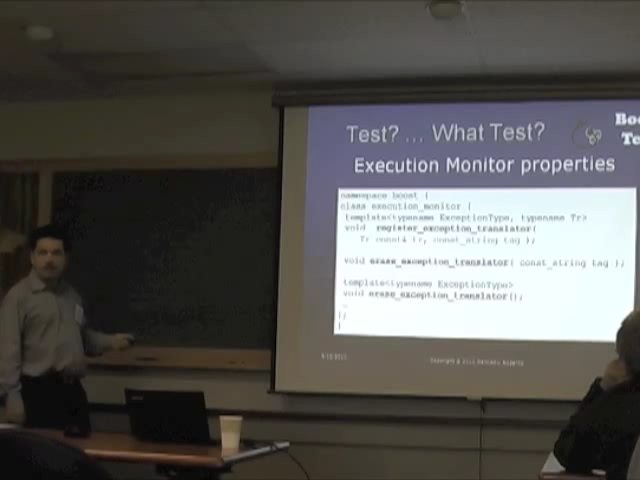 Test? ... What Test?
Execution Monitor properties
namespace boost {
class execution_monitor {
template<typename ExceptionType, typename Tr>
void register_exception_translator(
Tr const& tr, const_string tag );
void erase_exception_translator( const_string tag );
template<typename ExceptionType>
void erase_exception_translator();
};
}
Copyright ©